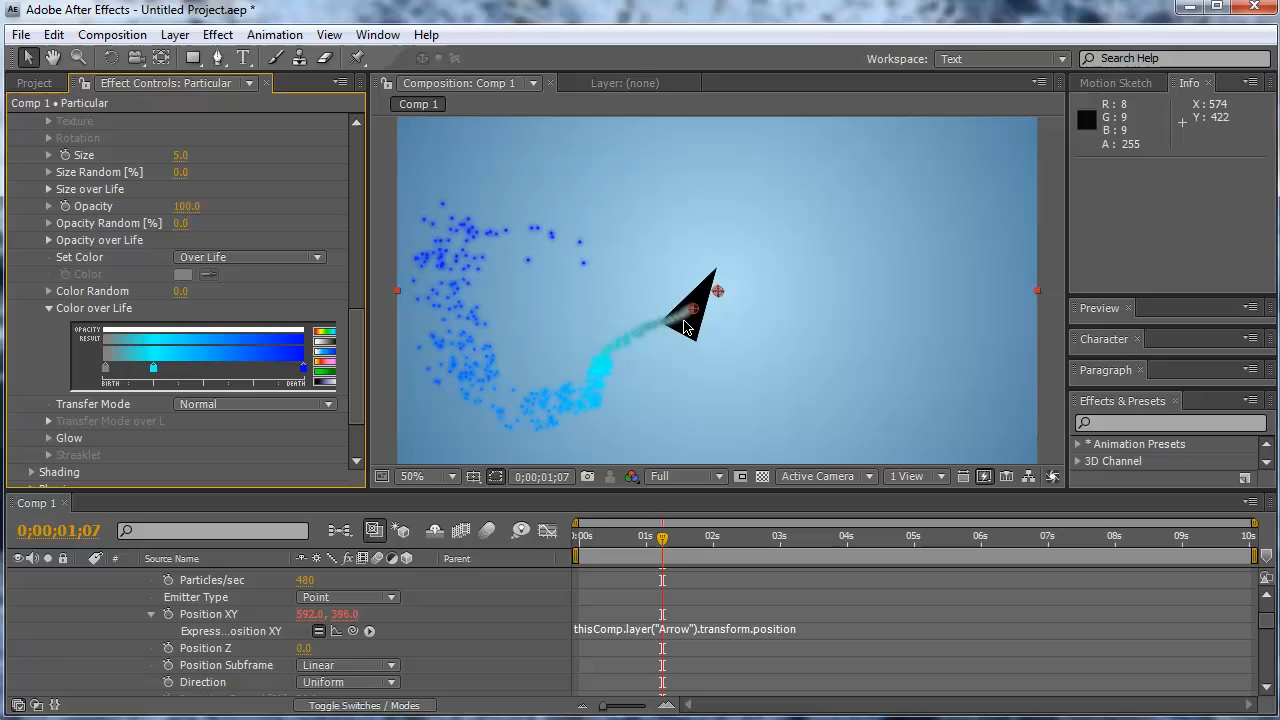 Adobe After Effects - Untitled Project.aep *
File Edit Composition Layer Effect Animation View Window Help
Workspace: Text Search Help
Project Effect Controls: Particular Composition: Comp 1 Layer: (none) Motion Sketch Info
Comp 1 • Particular
Comp 1
R : 8 X : 574
G : 9 Y : 422
B : 9
A : 255
Texture
Rotation
Size 5.0
Size Random [%] 0.0
Size over Life
Opacity 100.0
Opacity Random [%] 0.0
Opacity over Life
Set Color Over Life
Color
Color Random 0.0
Color over Life
OPACITY
RESULT
BIRTH DEATH
Transfer Mode Normal
Transfer Mode over L
Glow
Streaklet
Shading
Preview
Character
Paragraph
Effects & Presets
* Animation Presets
3D Channel
50% 0;00;01;07 Full Active Camera 1 View
Comp 1
0;00;01;07
0:00s 01s 02s 03s 04s 05s 06s 07s 08s 09s 10s
# Source Name Parent
Particles/sec 480
Emitter Type Point
Position XY 592.0, 396.0
Express...osition XY thisComp.layer("Arrow").transform.position
Position Z 0.0
Position Subframe Linear
Direction Uniform
Toggle Switches / Modes